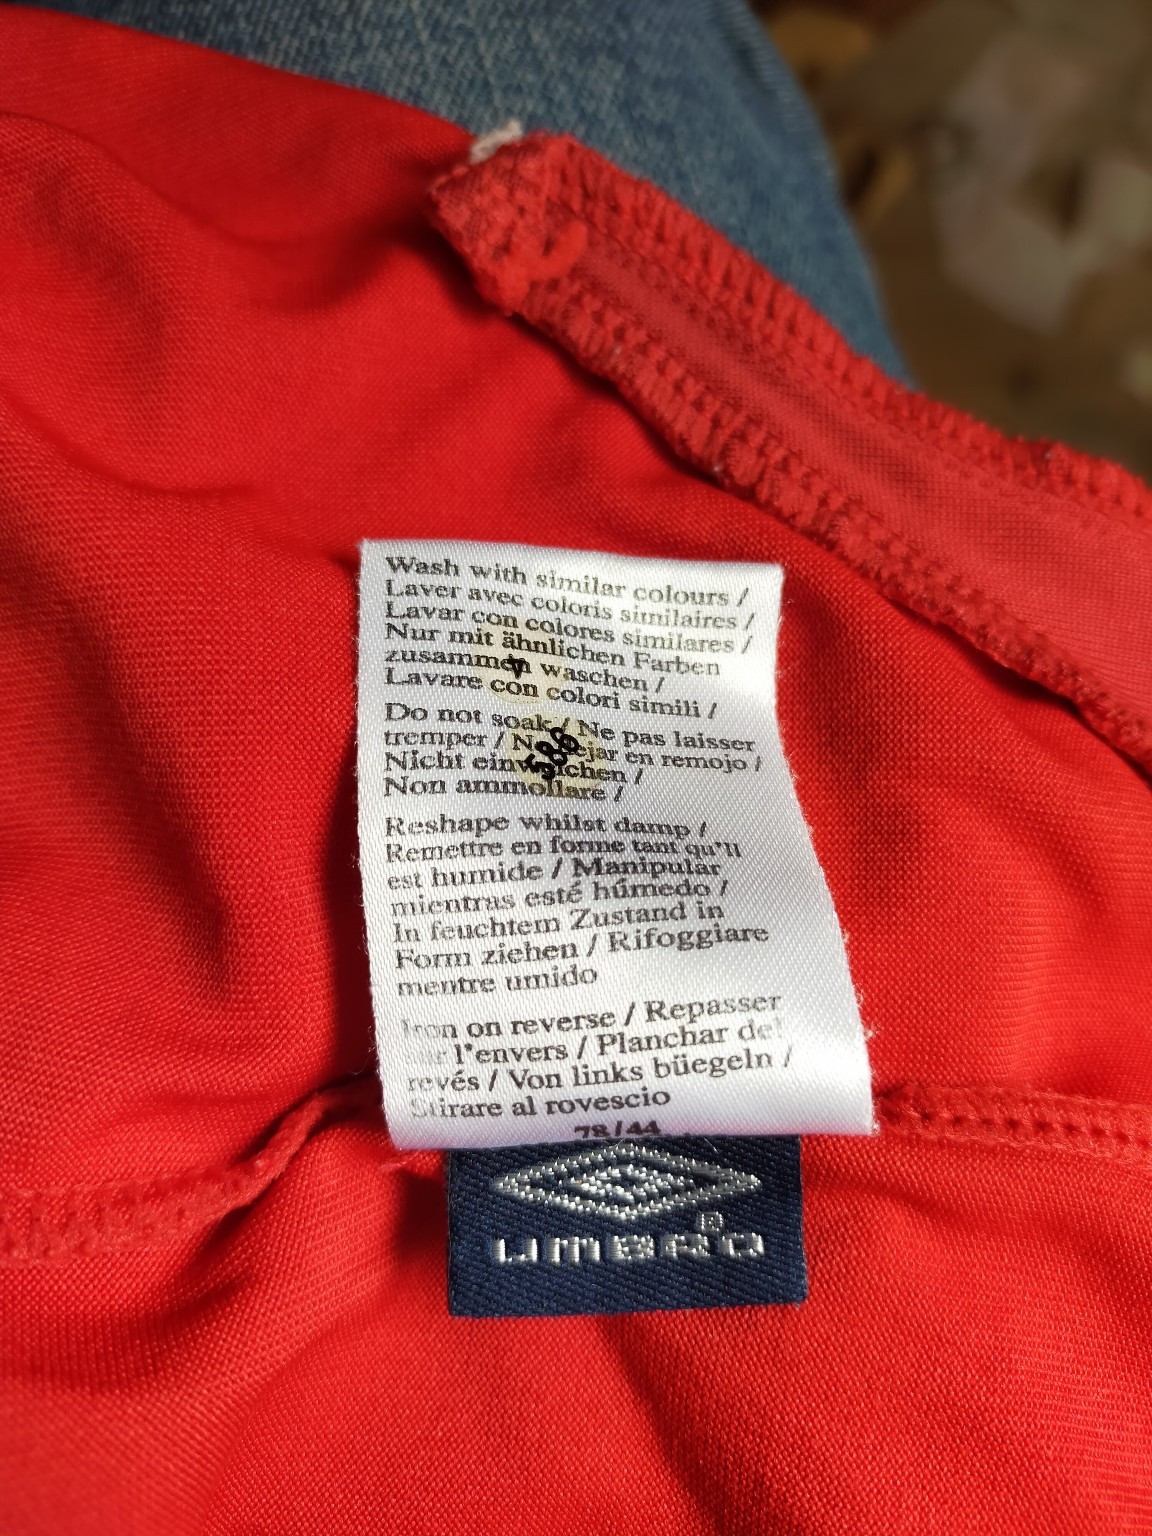 Wash with similar colours /
Laver avec coloris similaires /
Lavar con colores similares /
Nur mit ähnlichen Farben
zusammen waschen /
Lavare con colori simili /
Do not soak / Ne pas laisser
tremper / No dejar en remojo /
Nicht einweichen /
Non ammollare /
586
Reshape whilst damp /
Remettre en forme tant qu'il
est humide / Manipular
mientras esté húmedo /
In feuchtem Zustand in
Form ziehen / Rifoggiare
mentre umido
Iron on reverse / Repasser
sur l'envers / Planchar del
revés / Von links büegeln /
Stirare al rovescio
78/44
UMBRO®